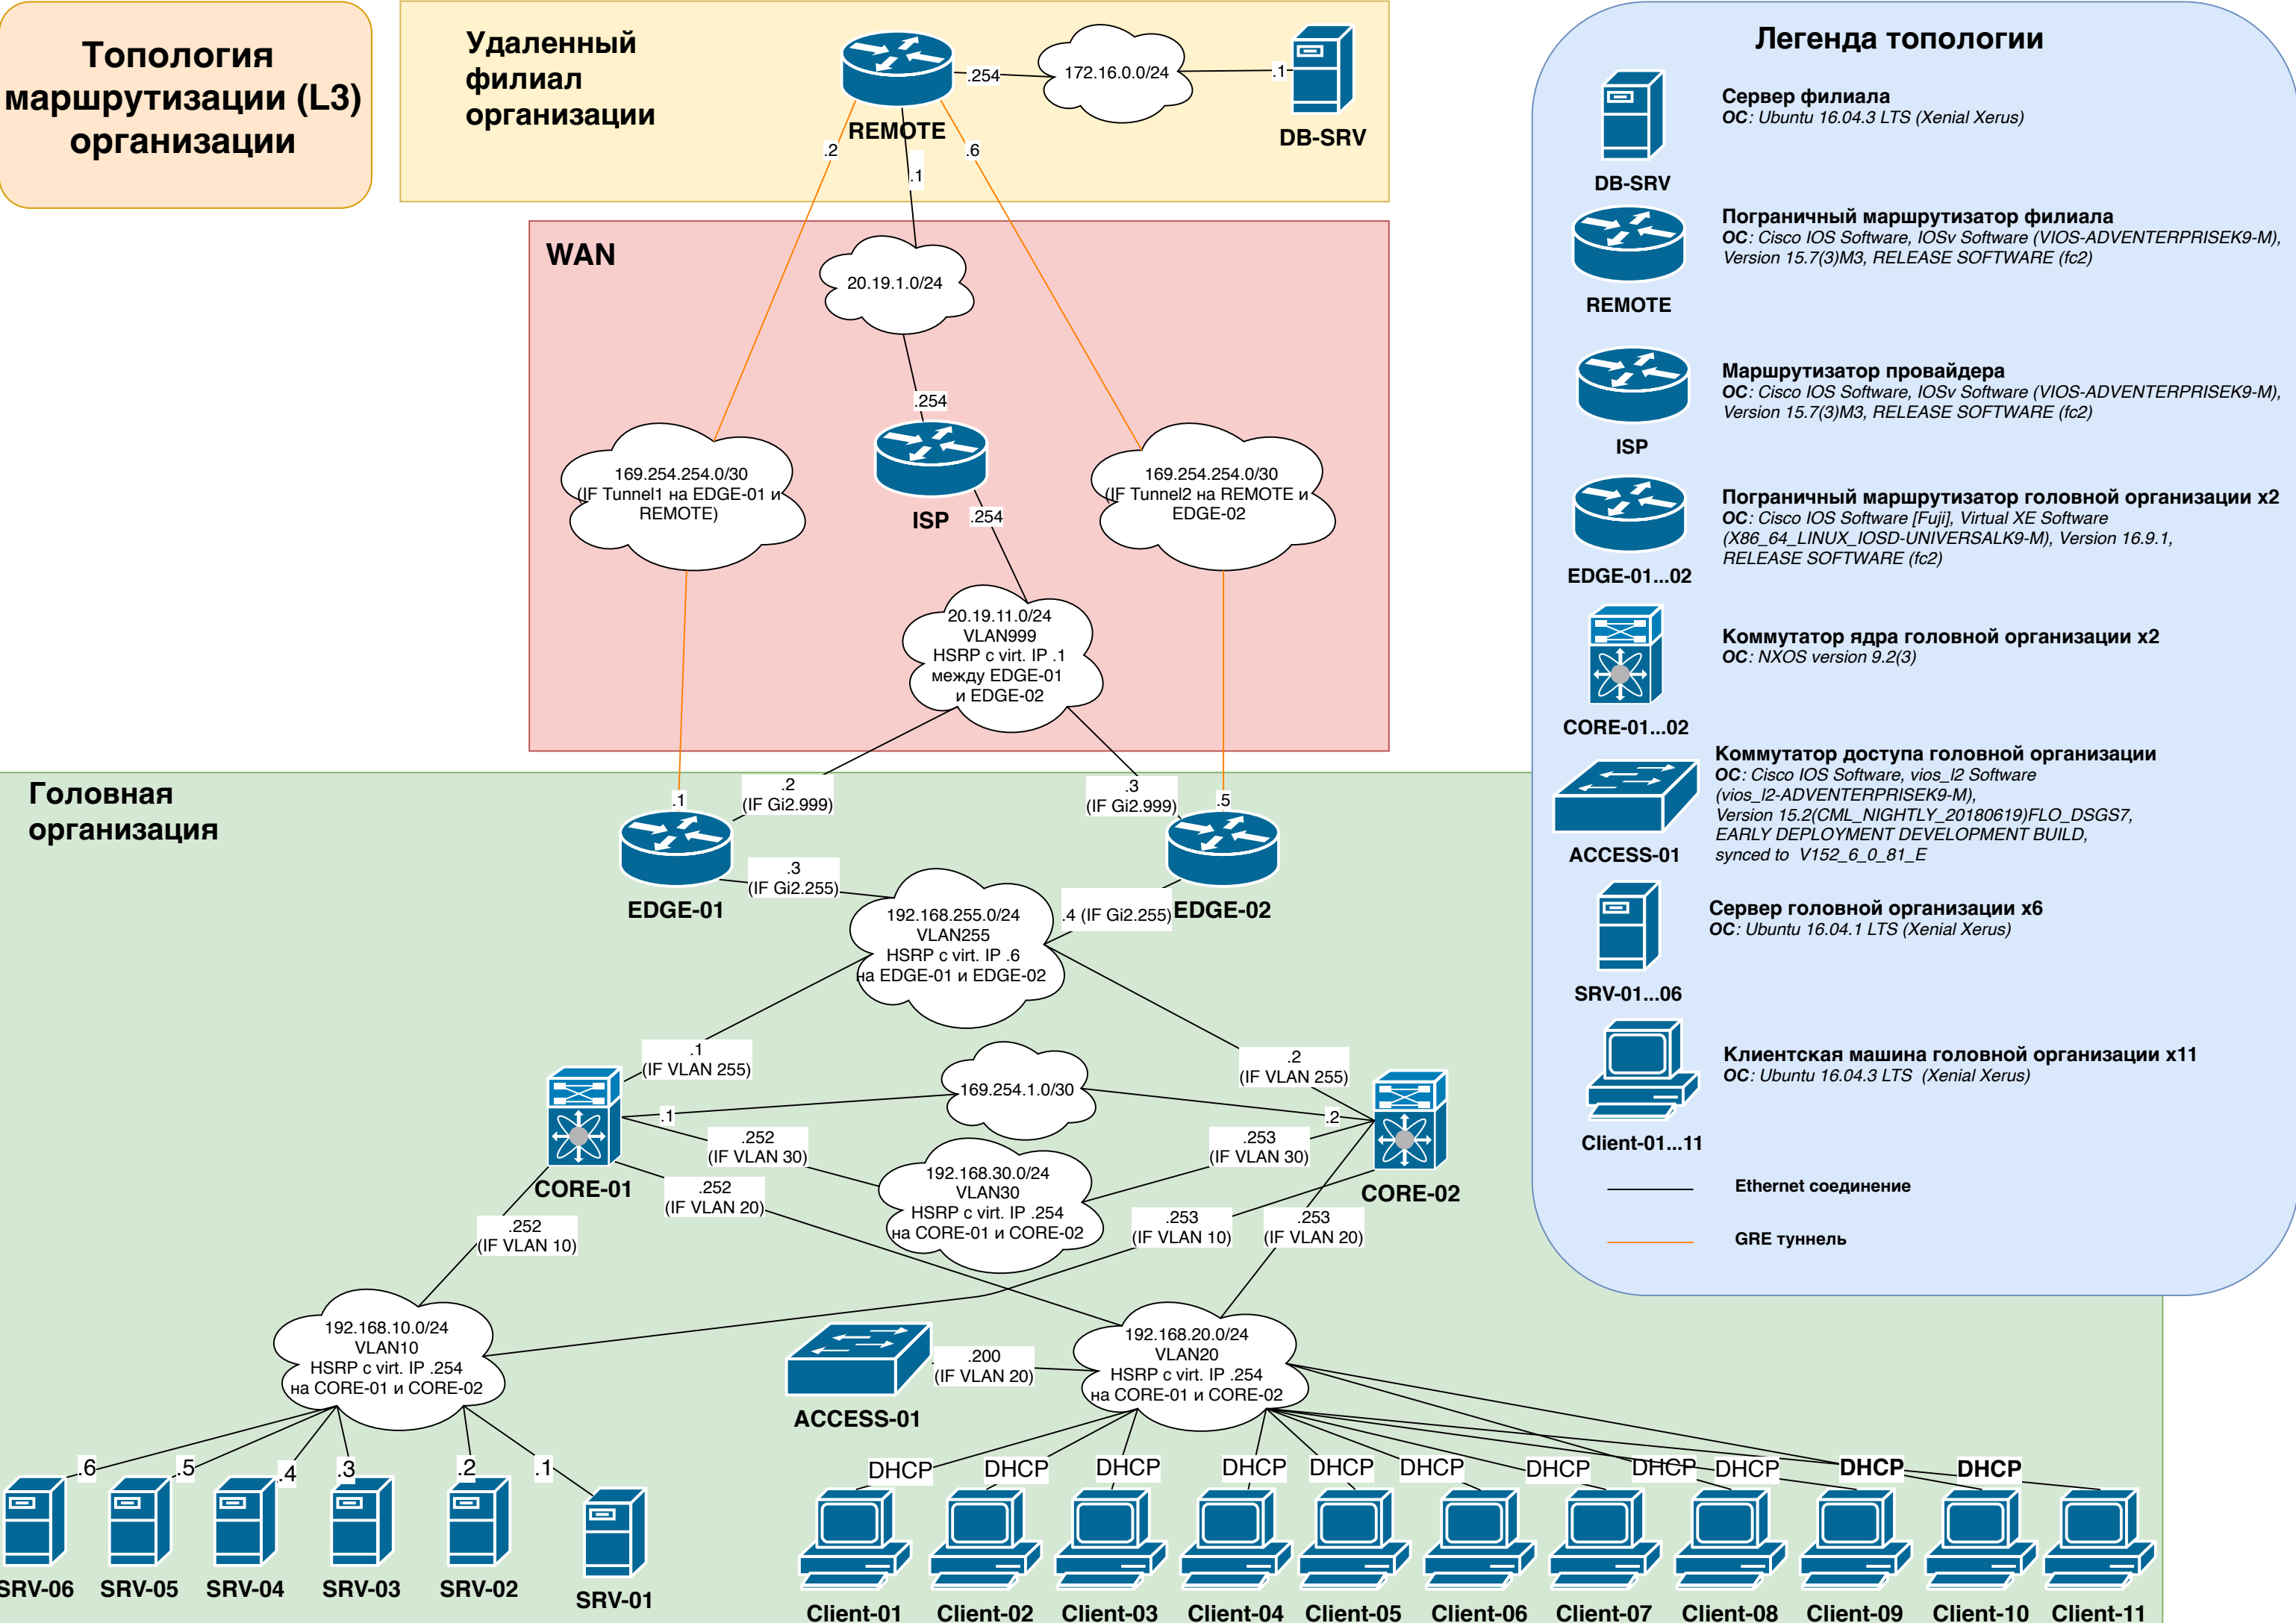 Топология
маршрутизации (L3)
организации
Удаленный
филиал
организации
REMOTE
.254
172.16.0.0/24
.1
DB-SRV
.2
.1
.6
WAN
20.19.1.0/24
.254
ISP
.254
169.254.254.0/30
(IF Tunnel1 на EDGE-01 и
REMOTE)
169.254.254.0/30
(IF Tunnel2 на REMOTE и
EDGE-02
20.19.11.0/24
VLAN999
HSRP с virt. IP .1
между EDGE-01
и EDGE-02
Головная
организация
.1
.2
(IF Gi2.999)
.3
(IF Gi2.999)
.5
EDGE-01
.3
(IF Gi2.255)
192.168.255.0/24
VLAN255
HSRP с virt. IP .6
на EDGE-01 и EDGE-02
.4 (IF Gi2.255)
EDGE-02
.1
(IF VLAN 255)
.2
(IF VLAN 255)
169.254.1.0/30
.1
.2
CORE-01
.252
(IF VLAN 30)
192.168.30.0/24
VLAN30
HSRP с virt. IP .254
на CORE-01 и CORE-02
.253
(IF VLAN 30)
CORE-02
.252
(IF VLAN 20)
.252
(IF VLAN 10)
.253
(IF VLAN 10)
.253
(IF VLAN 20)
192.168.10.0/24
VLAN10
HSRP с virt. IP .254
на CORE-01 и CORE-02
ACCESS-01
.200
(IF VLAN 20)
192.168.20.0/24
VLAN20
HSRP с virt. IP .254
на CORE-01 и CORE-02
.6
.5
.4
.3
.2
.1
DHCP
DHCP
DHCP
DHCP
DHCP
DHCP
DHCP
DHCP
DHCP
DHCP
DHCP
SRV-06
SRV-05
SRV-04
SRV-03
SRV-02
SRV-01
Client-01
Client-02
Client-03
Client-04
Client-05
Client-06
Client-07
Client-08
Client-09
Client-10
Client-11
Легенда топологии
DB-SRV
Сервер филиала
ОС: Ubuntu 16.04.3 LTS (Xenial Xerus)
REMOTE
Пограничный маршрутизатор филиала
ОС: Cisco IOS Software, IOSv Software (VIOS-ADVENTERPRISEK9-M),
Version 15.7(3)M3, RELEASE SOFTWARE (fc2)
ISP
Маршрутизатор провайдера
ОС: Cisco IOS Software, IOSv Software (VIOS-ADVENTERPRISEK9-M),
Version 15.7(3)M3, RELEASE SOFTWARE (fc2)
EDGE-01...02
Пограничный маршрутизатор головной организации x2
ОС: Cisco IOS Software [Fuji], Virtual XE Software
(X86_64_LINUX_IOSD-UNIVERSALK9-M), Version 16.9.1,
RELEASE SOFTWARE (fc2)
CORE-01...02
Коммутатор ядра головной организации x2
ОС: NXOS version 9.2(3)
ACCESS-01
Коммутатор доступа головной организации
ОС: Cisco IOS Software, vios_l2 Software
(vios_l2-ADVENTERPRISEK9-M),
Version 15.2(CML_NIGHTLY_20180619)FLO_DSGS7,
EARLY DEPLOYMENT DEVELOPMENT BUILD,
synced to V152_6_0_81_E
SRV-01...06
Сервер головной организации x6
ОС: Ubuntu 16.04.1 LTS (Xenial Xerus)
Client-01...11
Клиентская машина головной организации x11
ОС: Ubuntu 16.04.3 LTS (Xenial Xerus)
Ethernet соединение
GRE туннель